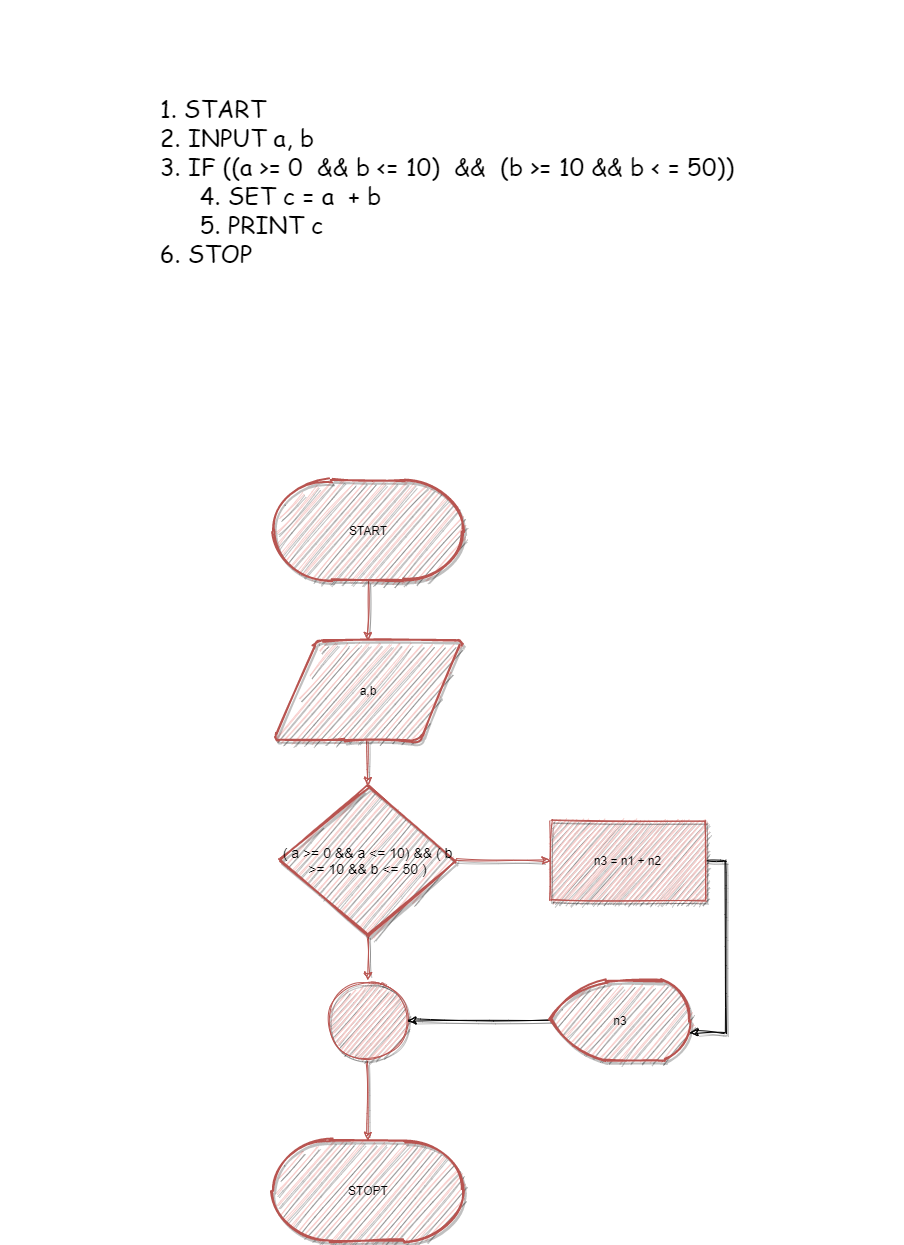 1. START
2. INPUT a, b
3. IF ((a >= 0 && b <= 10) && (b >= 10 && b < = 50))
4. SET c = a + b
5. PRINT c
6. STOP
START
a,b
( a >= 0 && a <= 10) && ( b
>= 10 && b <= 50 )
n3 = n1 + n2
n3
STOPT